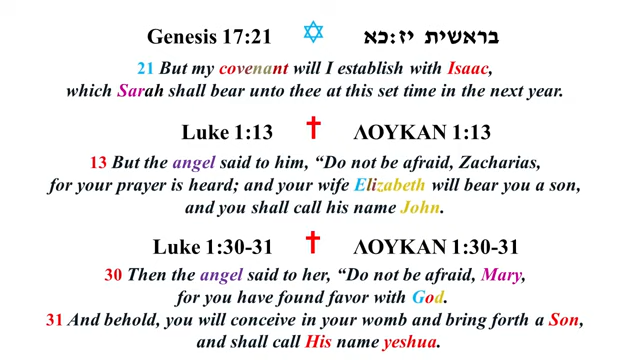 Genesis 17:21 ✡ בראשית יז:כא
21 But my covenant will I establish with Isaac,
which Sarah shall bear unto thee at this set time in the next year.
Luke 1:13 ✝ ΛΟΥΚΑΝ 1:13
13 But the angel said to him, “Do not be afraid, Zacharias,
for your prayer is heard; and your wife Elizabeth will bear you a son,
and you shall call his name John.
Luke 1:30-31 ✝ ΛΟΥΚΑΝ 1:30-31
30 Then the angel said to her, “Do not be afraid, Mary,
for you have found favor with God.
31 And behold, you will conceive in your womb and bring forth a Son,
and shall call His name yeshua.